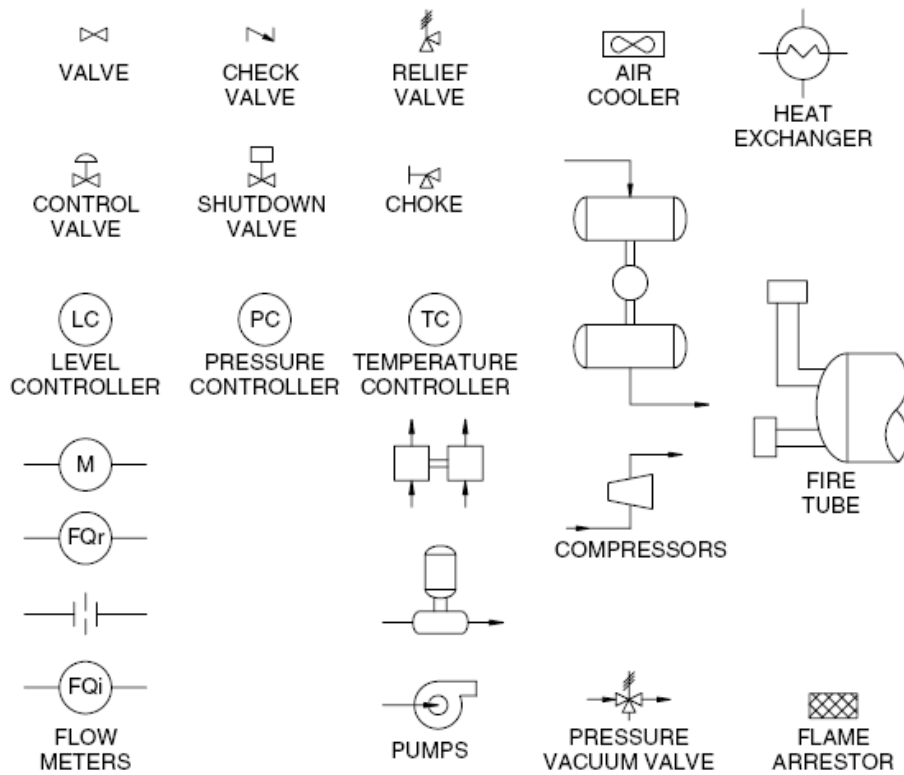 VALVE
CHECK
VALVE
RELIEF
VALVE
AIR
COOLER
HEAT
EXCHANGER
CONTROL
VALVE
SHUTDOWN
VALVE
CHOKE
LC
LEVEL
CONTROLLER
PC
PRESSURE
CONTROLLER
TC
TEMPERATURE
CONTROLLER
FIRE
TUBE
M
FQr
COMPRESSORS
FQi
FLOW
METERS
PUMPS
PRESSURE
VACUUM VALVE
FLAME
ARRESTOR